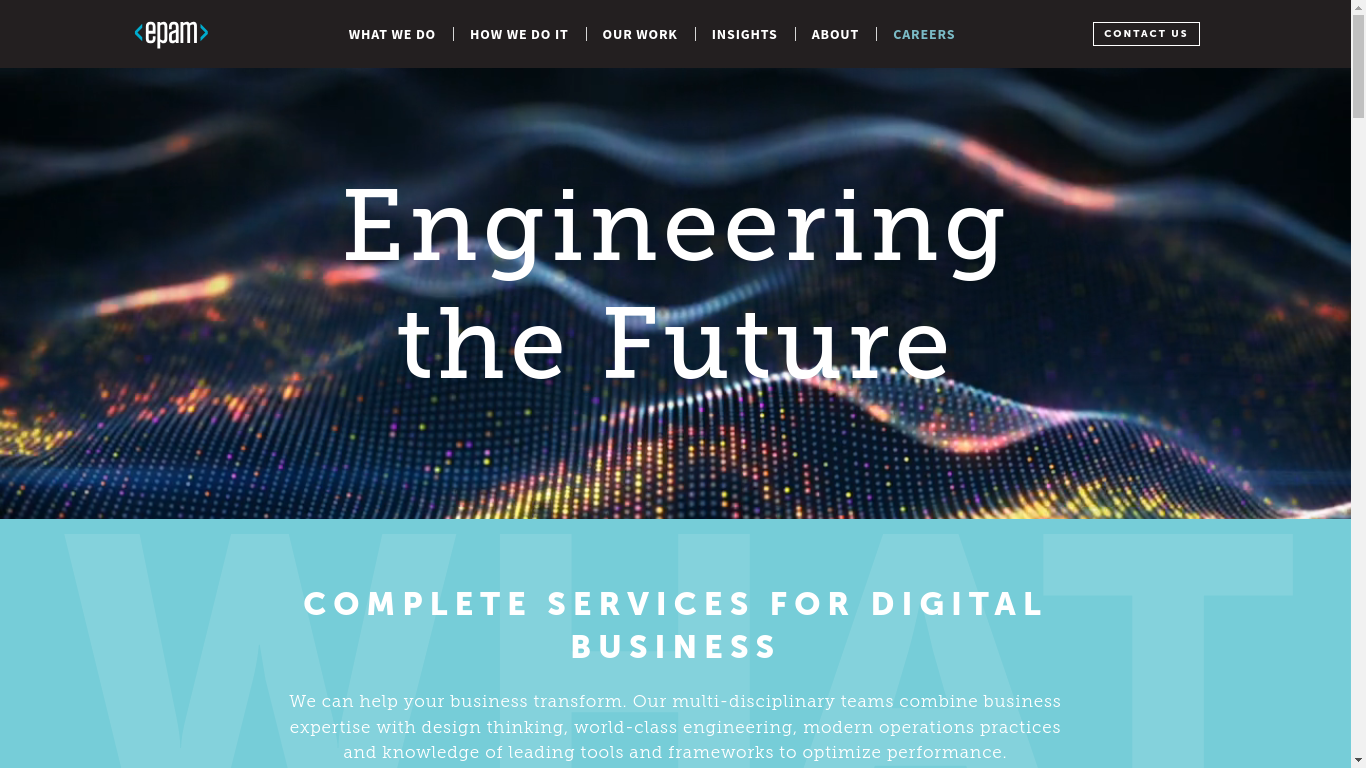 <epam>
WHAT WE DO | HOW WE DO IT | OUR WORK | INSIGHTS | ABOUT | CAREERS
CONTACT US
Engineering
the Future
WHAT
COMPLETE SERVICES FOR DIGITAL
BUSINESS
We can help your business transform. Our multi-disciplinary teams combine business
expertise with design thinking, world-class engineering, modern operations practices
and knowledge of leading tools and frameworks to optimize performance.